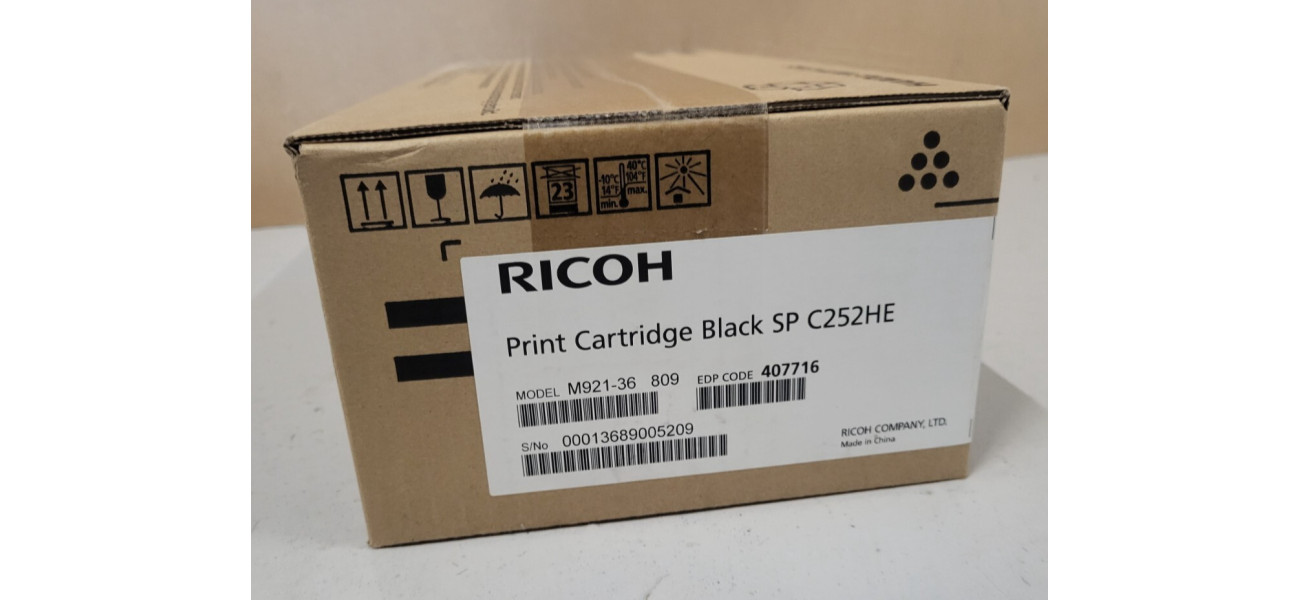 23
-10°C
14°F
min.
40°C
104°F
max.
RICOH
Print Cartridge Black SP C252HE
MODEL M921-36 809 EDP CODE 407716
S/No 00013689005209
RICOH COMPANY, LTD.
Made in China